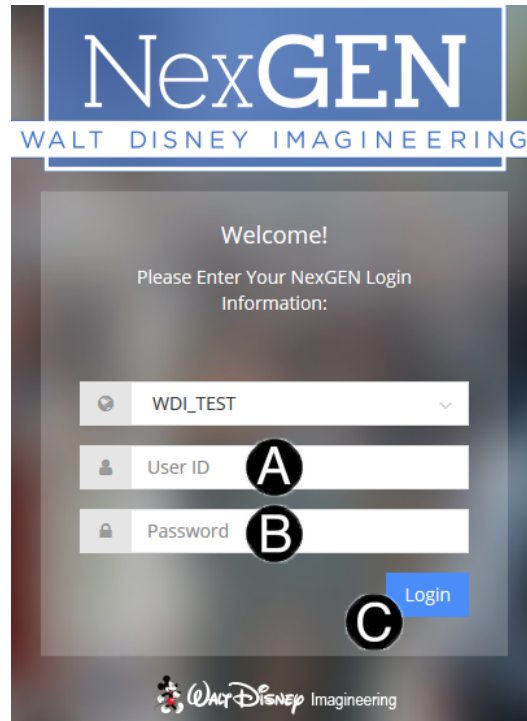 NexGEN
WALT DISNEY IMAGINEERING
Welcome!
Please Enter Your NexGEN Login
Information:
WDI_TEST
User ID A
Password B
Login
C
WALT DISNEY Imagineering